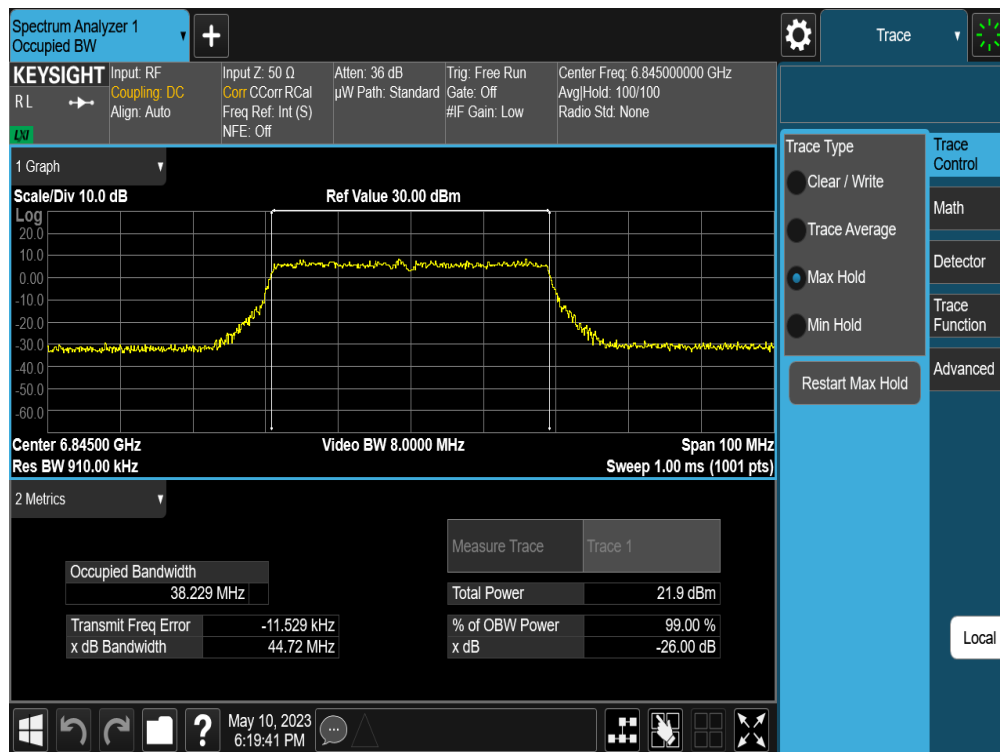 Spectrum Analyzer 1
Occupied BW
+
Trace
KEYSIGHT
R L
LXI
Input: RF
Coupling: DC
Align: Auto
Input Z: 50 Ω
Corr CCorr RCal
Freq Ref: Int (S)
NFE: Off
Atten: 36 dB
µW Path: Standard
Trig: Free Run
Gate: Off
#IF Gain: Low
Center Freq: 6.845000000 GHz
Avg|Hold: 100/100
Radio Std: None
1 Graph
Scale/Div 10.0 dB
Ref Value 30.00 dBm
Log
20.0
10.0
0.00
-10.0
-20.0
-30.0
-40.0
-50.0
-60.0
Center 6.84500 GHz
Video BW 8.0000 MHz
Span 100 MHz
Res BW 910.00 kHz
Sweep 1.00 ms (1001 pts)
2 Metrics
Measure Trace
Trace 1
Occupied Bandwidth
38.229 MHz
Total Power
21.9 dBm
Transmit Freq Error
-11.529 kHz
% of OBW Power
99.00 %
x dB Bandwidth
44.72 MHz
x dB
-26.00 dB
Trace Type
Clear / Write
Trace Average
Max Hold
Min Hold
Restart Max Hold
Trace
Control
Math
Detector
Trace
Function
Advanced
Local
?
May 10, 2023
6:19:41 PM